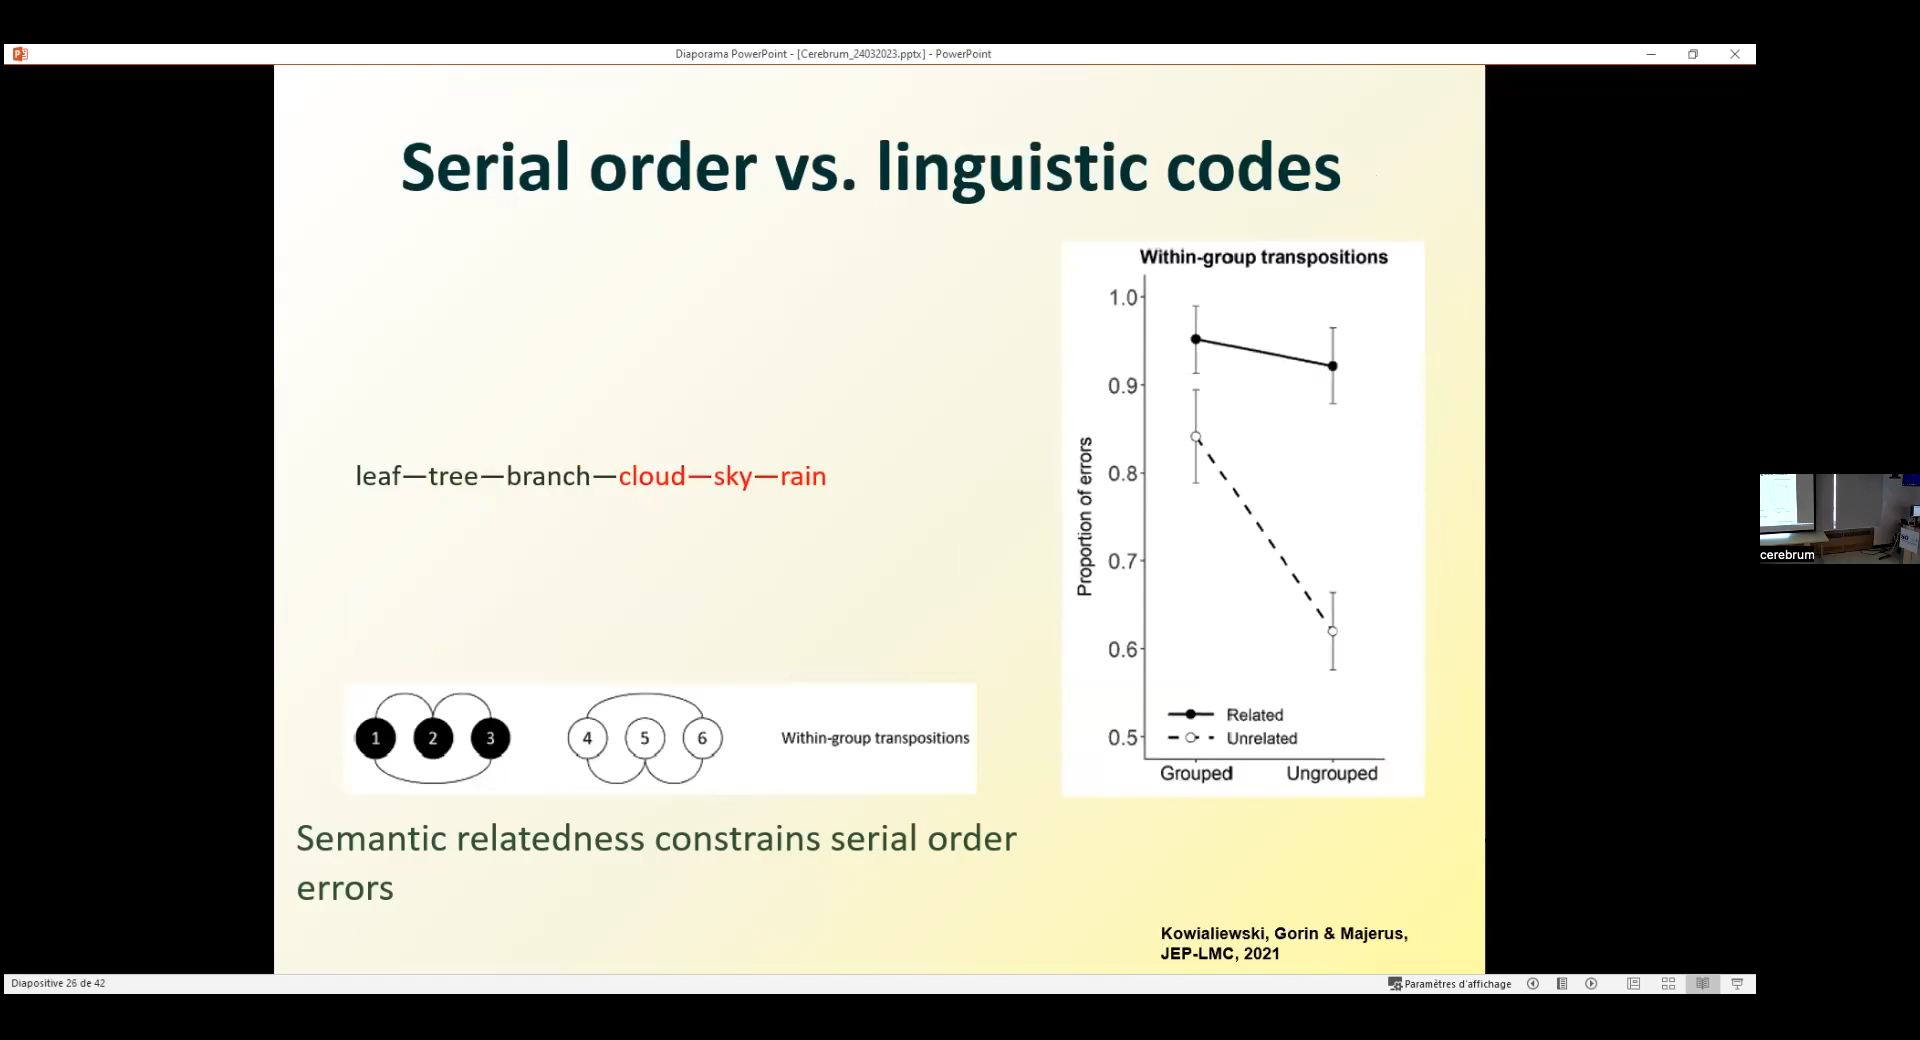 Diaporama PowerPoint - [Cerebrum_24032023.pptx] - PowerPoint
Serial order vs. linguistic codes
leaf—tree—branch—cloud—sky—rain
Within-group transpositions
1.0
0.9
0.8
0.7
0.6
0.5
Proportion of errors
Related
Unrelated
Grouped Ungrouped
1 2 3 4 5 6 Within-group transpositions
Semantic relatedness constrains serial order
errors
Kowialiewski, Gorin & Majerus,
JEP-LMC, 2021
cerebrum
Diapositive 26 de 42
Paramètres d'affichage